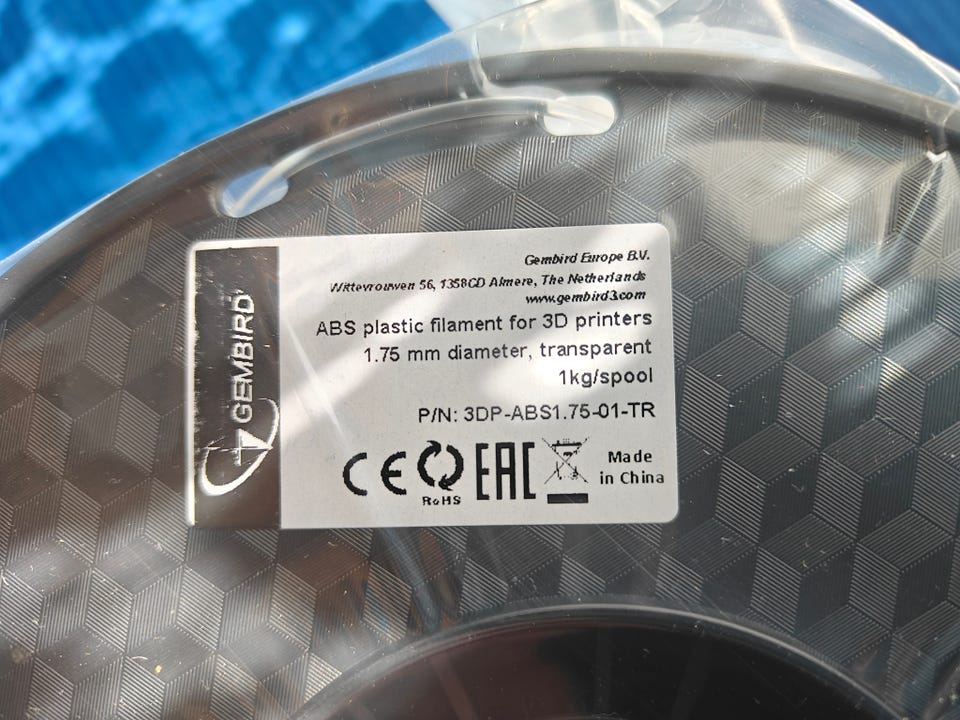 GEMBIRD
Gembird Europe B.V.
Wittevrouwen 56, 1358CD Almere, The Netherlands
www.gembird3.com
ABS plastic filament for 3D printers
1.75 mm diameter, transparent
1kg/spool
P/N: 3DP-ABS1.75-01-TR
CE RoHS EAC Made
in China